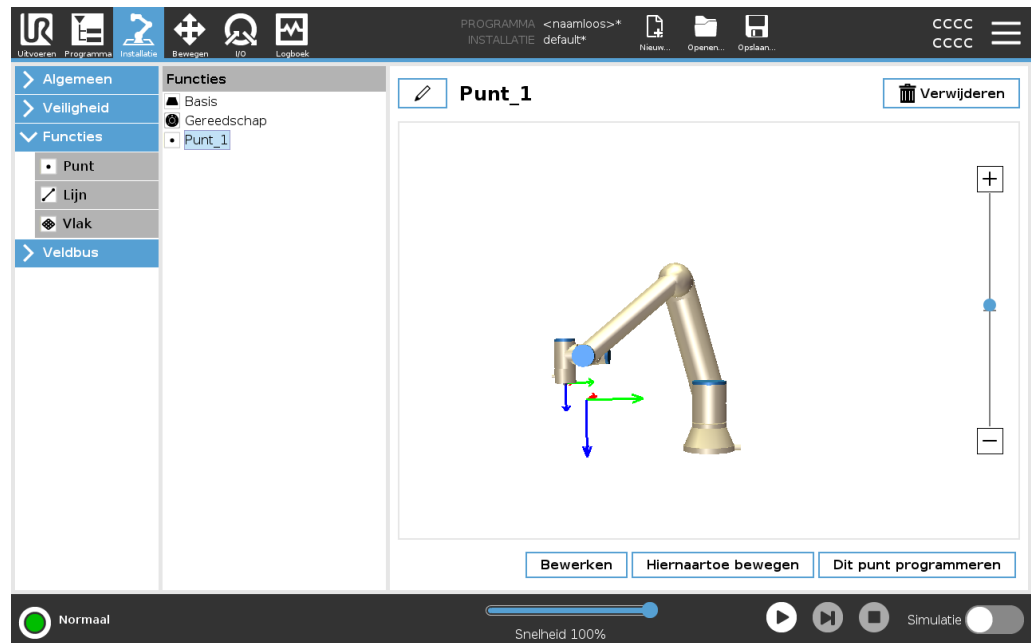 UR
Uitvoeren Programma Installatie Bewegen I/O Logboek
PROGRAMMA <naamloos>*
INSTALLATIE default*
Nieuw... Openen... Opslaan...
CCCC
CCCC
Algemeen
Veiligheid
Functies
Punt
Lijn
Vlak
Veldbus
Functies
Basis
Gereedschap
Punt_1
Punt_1
Verwijderen
Bewerken Hiernaartoe bewegen Dit punt programmeren
Normaal
Snelheid 100%
Simulatie